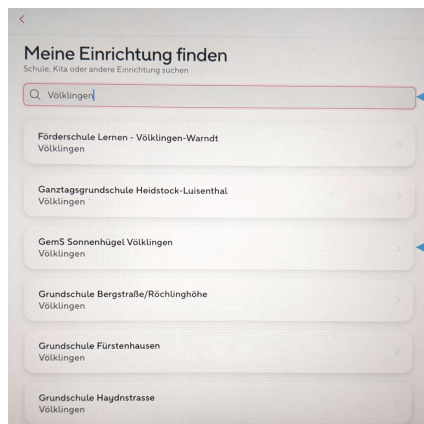 Meine Einrichtung finden
Schule, Kita oder andere Einrichtung suchen
Völklingen
Förderschule Lernen - Völklingen-Warndt
Völklingen
Ganztagsgrundschule Heidstock-Luisenthal
Völklingen
GemS Sonnenhügel Völklingen
Völklingen
Grundschule Bergstraße/Röchlinghöhe
Völklingen
Grundschule Fürstenhausen
Völklingen
Grundschule Haydnstrasse
Völklingen